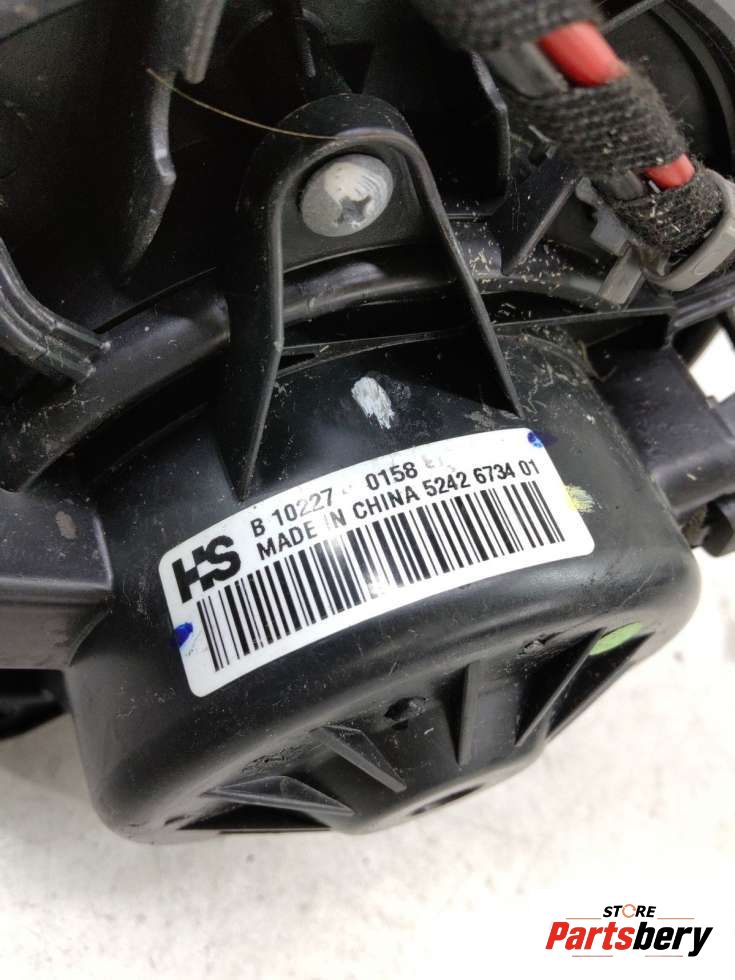 HS
B 10227 0158
MADE IN CHINA 5242 6734 01
STORE
Partsbery